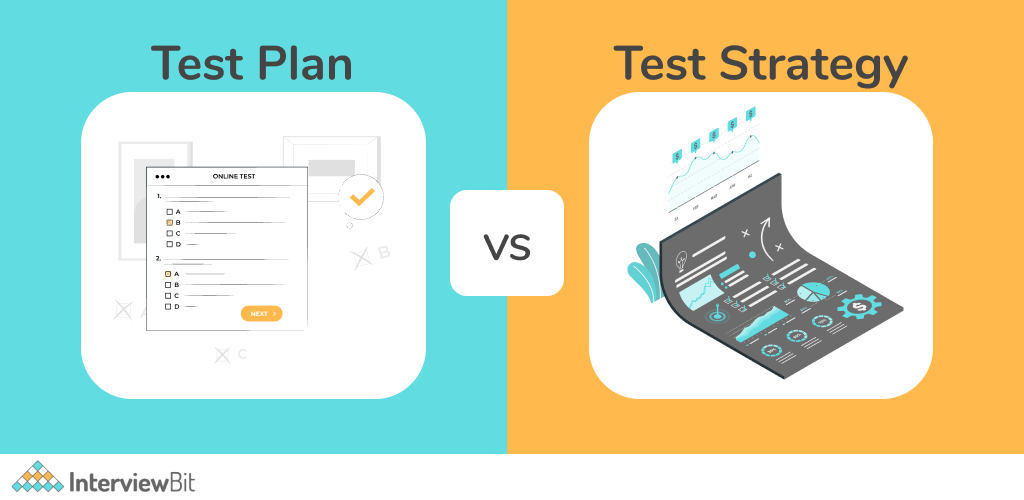 Test Plan
Test Strategy
VS
ONLINE TEST
1.
A
B
C
D
2.
A
B
C
D
NEXT >
B
A
C
$
InterviewBit